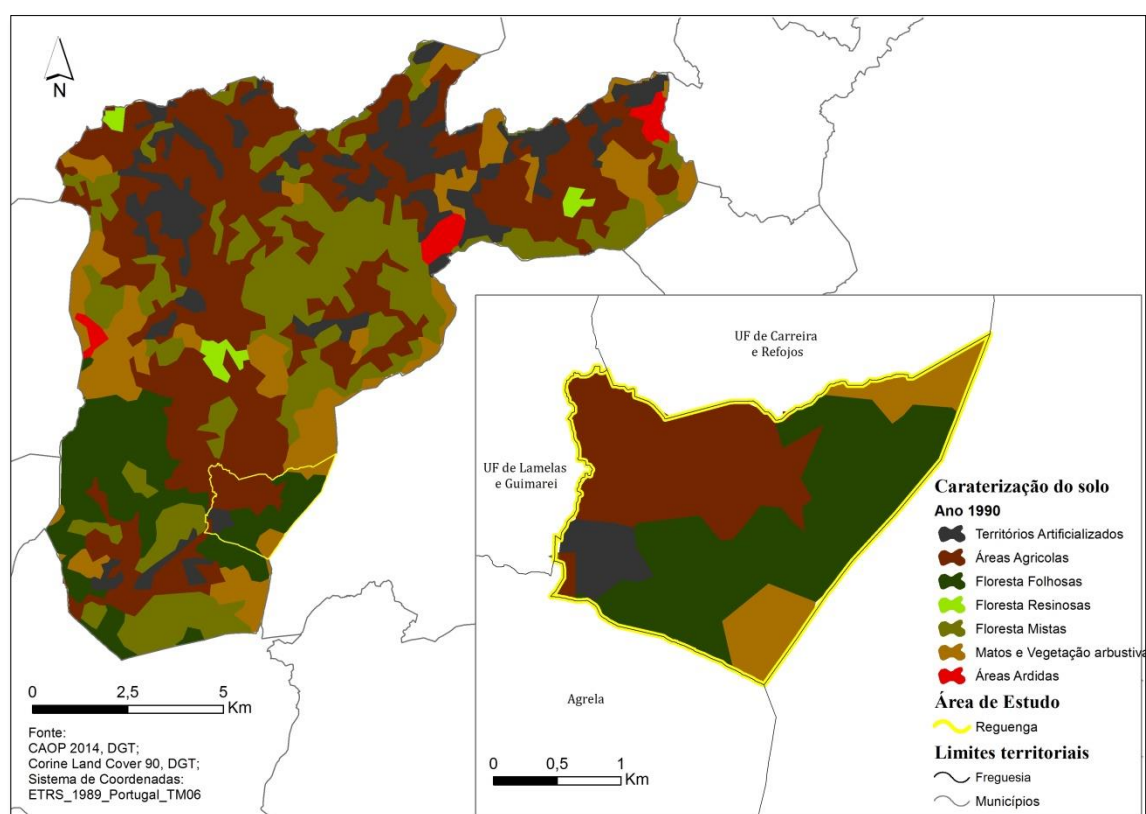 N
UF de Carreira
e Refojos
UF de Lamelas
e Guimarei
Agrela
0 2,5 5
Km
Fonte:
CAOP 2014, DGT;
Corine Land Cover 90, DGT;
Sistema de Coordenadas:
ETRS_1989_Portugal_TM06
0 0,5 1
Km
Caraterização do solo
Ano 1990
Territórios Artificializados
Áreas Agricolas
Floresta Folhosas
Floresta Resinosas
Floresta Mistas
Matos e Vegetação arbustiva
Áreas Ardidas
Área de Estudo
Reguenga
Limites territoriais
Freguesia
Municípios